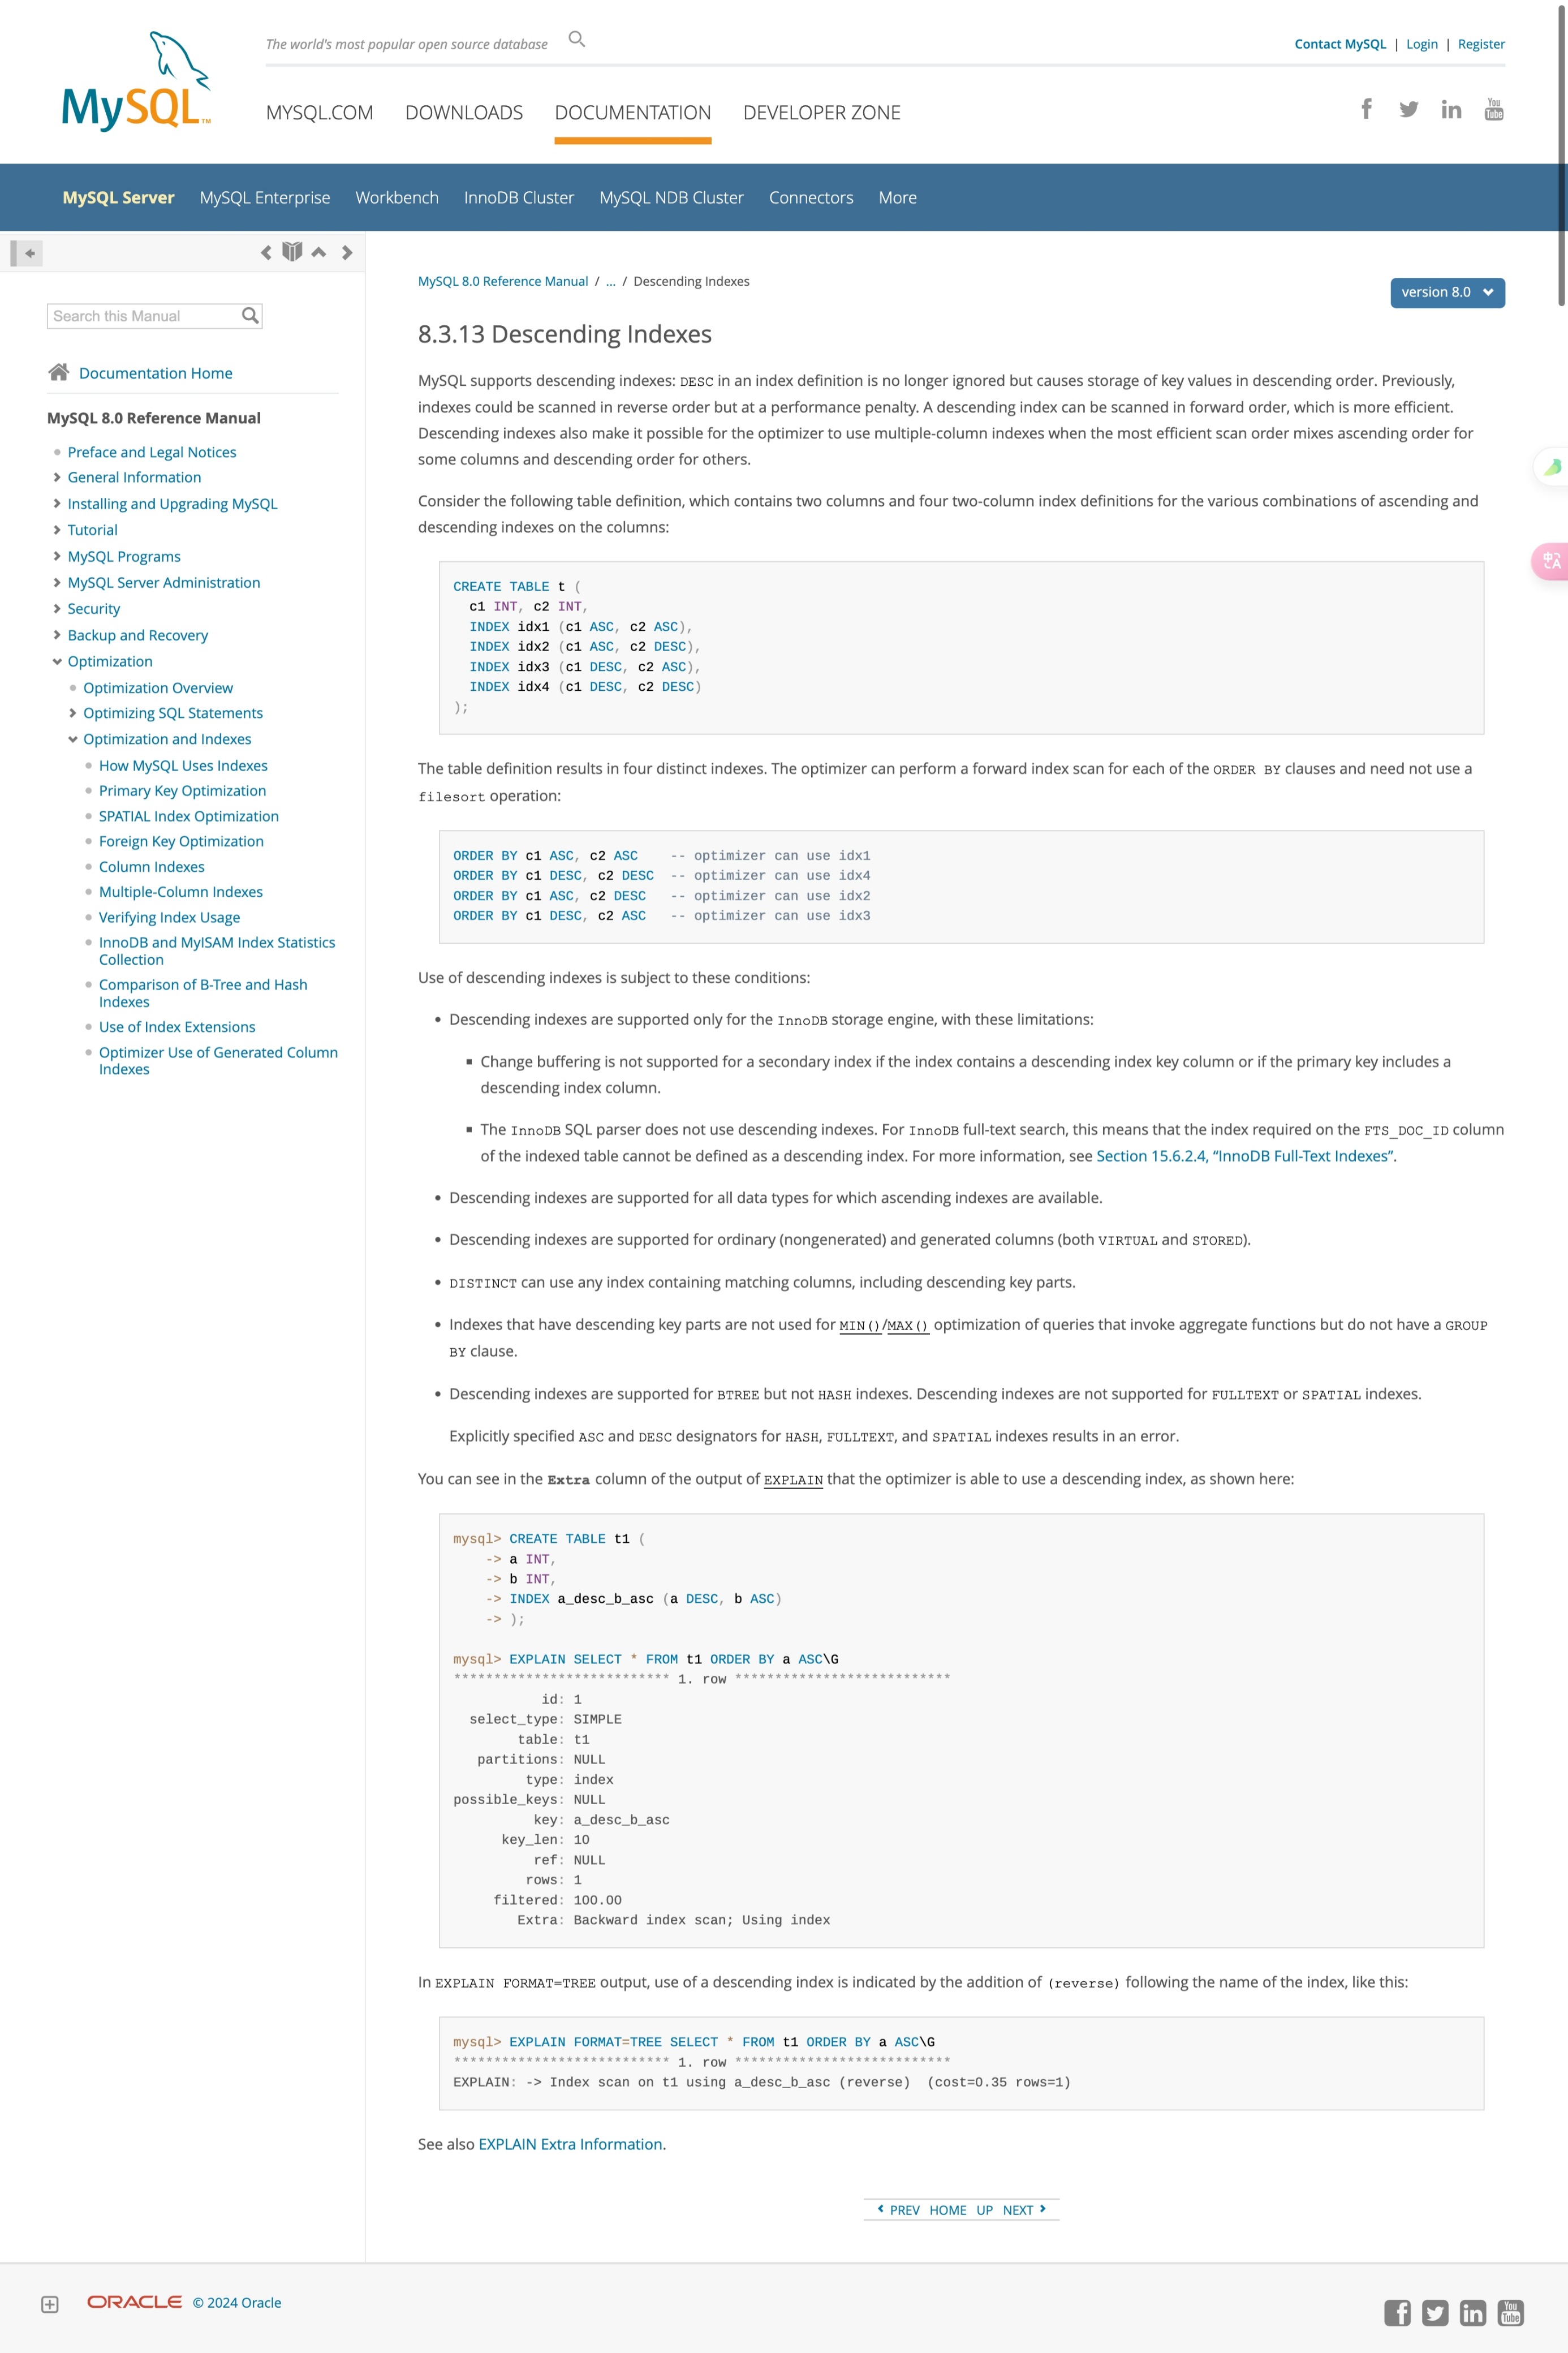 The world's most popular open source database
Contact MySQL | Login | Register
MySQL™
MYSQL.COM DOWNLOADS DOCUMENTATION DEVELOPER ZONE
You
Tube
MySQL Server MySQL Enterprise Workbench InnoDB Cluster MySQL NDB Cluster Connectors More
Search this Manual
Documentation Home
MySQL 8.0 Reference Manual
Preface and Legal Notices
General Information
Installing and Upgrading MySQL
Tutorial
MySQL Programs
MySQL Server Administration
Security
Backup and Recovery
Optimization
Optimization Overview
Optimizing SQL Statements
Optimization and Indexes
How MySQL Uses Indexes
Primary Key Optimization
SPATIAL Index Optimization
Foreign Key Optimization
Column Indexes
Multiple-Column Indexes
Verifying Index Usage
InnoDB and MyISAM Index Statistics
Collection
Comparison of B-Tree and Hash
Indexes
Use of Index Extensions
Optimizer Use of Generated Column
Indexes
MySQL 8.0 Reference Manual / ... / Descending Indexes
version 8.0
8.3.13 Descending Indexes
MySQL supports descending indexes: DESC in an index definition is no longer ignored but causes storage of key values in descending order. Previously,
indexes could be scanned in reverse order but at a performance penalty. A descending index can be scanned in forward order, which is more efficient.
Descending indexes also make it possible for the optimizer to use multiple-column indexes when the most efficient scan order mixes ascending order for
some columns and descending order for others.
Consider the following table definition, which contains two columns and four two-column index definitions for the various combinations of ascending and
descending indexes on the columns:
CREATE TABLE t (
  c1 INT, c2 INT,
  INDEX idx1 (c1 ASC, c2 ASC),
  INDEX idx2 (c1 ASC, c2 DESC),
  INDEX idx3 (c1 DESC, c2 ASC),
  INDEX idx4 (c1 DESC, c2 DESC)
);
The table definition results in four distinct indexes. The optimizer can perform a forward index scan for each of the ORDER BY clauses and need not use a
filesort operation:
ORDER BY c1 ASC, c2 ASC    -- optimizer can use idx1
ORDER BY c1 DESC, c2 DESC  -- optimizer can use idx4
ORDER BY c1 ASC, c2 DESC   -- optimizer can use idx2
ORDER BY c1 DESC, c2 ASC   -- optimizer can use idx3
Use of descending indexes is subject to these conditions:
• Descending indexes are supported only for the InnoDB storage engine, with these limitations:
▪ Change buffering is not supported for a secondary index if the index contains a descending index key column or if the primary key includes a
descending index column.
▪ The InnoDB SQL parser does not use descending indexes. For InnoDB full-text search, this means that the index required on the FTS_DOC_ID column
of the indexed table cannot be defined as a descending index. For more information, see Section 15.6.2.4, “InnoDB Full-Text Indexes”.
• Descending indexes are supported for all data types for which ascending indexes are available.
• Descending indexes are supported for ordinary (nongenerated) and generated columns (both VIRTUAL and STORED).
• DISTINCT can use any index containing matching columns, including descending key parts.
• Indexes that have descending key parts are not used for MIN()/MAX() optimization of queries that invoke aggregate functions but do not have a GROUP
BY clause.
• Descending indexes are supported for BTREE but not HASH indexes. Descending indexes are not supported for FULLTEXT or SPATIAL indexes.
Explicitly specified ASC and DESC designators for HASH, FULLTEXT, and SPATIAL indexes results in an error.
You can see in the Extra column of the output of EXPLAIN that the optimizer is able to use a descending index, as shown here:
mysql> CREATE TABLE t1 (
    -> a INT,
    -> b INT,
    -> INDEX a_desc_b_asc (a DESC, b ASC)
    -> );
mysql> EXPLAIN SELECT * FROM t1 ORDER BY a ASC\G
*************************** 1. row ***************************
           id: 1
  select_type: SIMPLE
        table: t1
   partitions: NULL
         type: index
possible_keys: NULL
          key: a_desc_b_asc
      key_len: 10
          ref: NULL
         rows: 1
     filtered: 100.00
        Extra: Backward index scan; Using index
In EXPLAIN FORMAT=TREE output, use of a descending index is indicated by the addition of (reverse) following the name of the index, like this:
mysql> EXPLAIN FORMAT=TREE SELECT * FROM t1 ORDER BY a ASC\G
*************************** 1. row ***************************
EXPLAIN: -> Index scan on t1 using a_desc_b_asc (reverse)  (cost=0.35 rows=1)
See also EXPLAIN Extra Information.
PREV HOME UP NEXT
ORACLE © 2024 Oracle
You
Tube
中
A